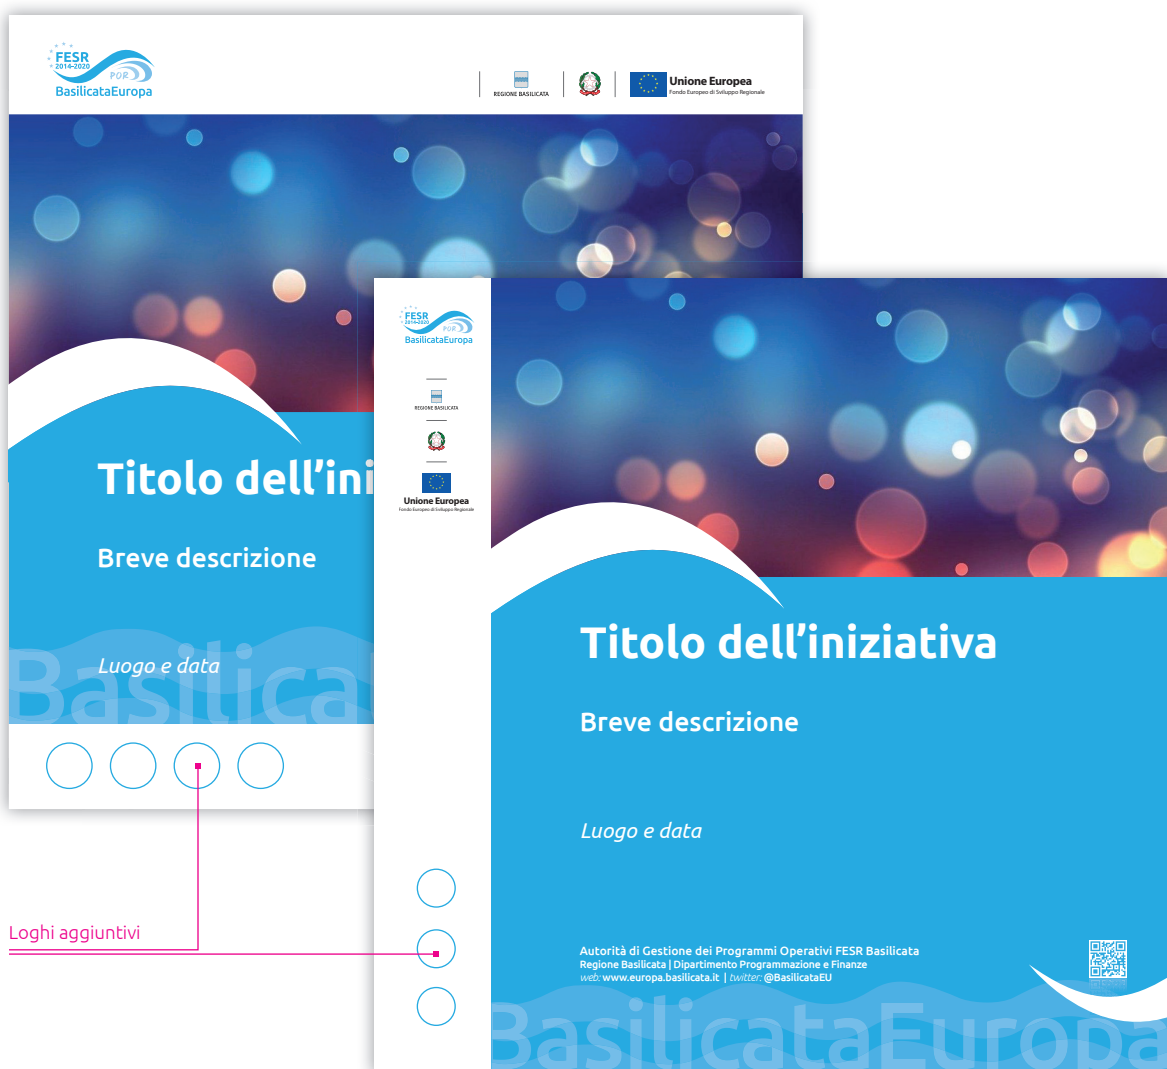 FESR
2014-2020
POR
BasilicataEuropa
REGIONE BASILICATA
Unione Europea
Fondo Europeo di Sviluppo Regionale
Titolo dell'ini
Breve descrizione
Luogo e data
Basilicat
FESR
2014-2020
POR
BasilicataEuropa
REGIONE BASILICATA
Unione Europea
Fondo Europeo di Sviluppo Regionale
Titolo dell'iniziativa
Breve descrizione
Luogo e data
Autorità di Gestione dei Programmi Operativi FESR Basilicata
Regione Basilicata | Dipartimento Programmazione e Finanze
web: www.europa.basilicata.it | twitter: @BasilicataEU
BasilicataEuropa
Loghi aggiuntivi